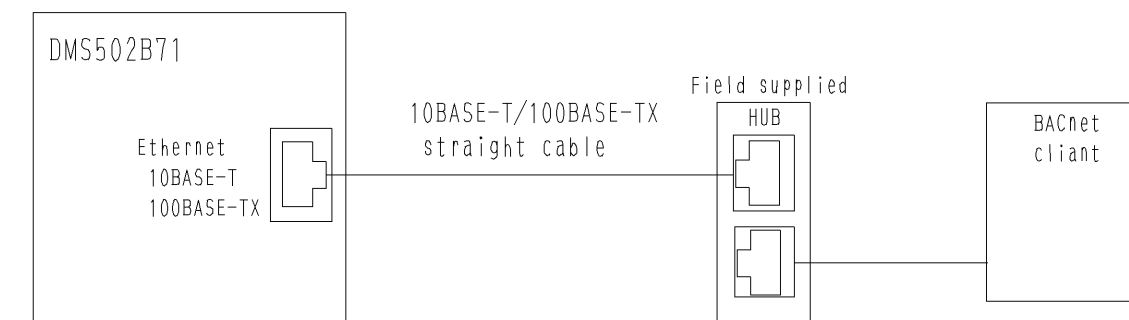 DMS502B71
Ethernet
10BASE-T
100BASE-TX
10BASE-T/100BASE-TX
straight cable
Field supplied
HUB
BACnet
cliant